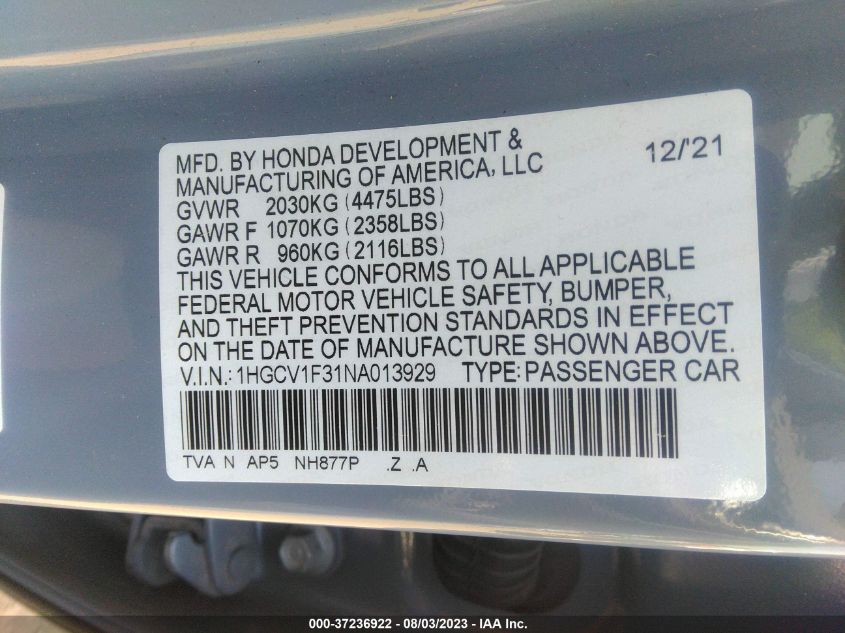 MFD. BY HONDA DEVELOPMENT & 12/'21
MANUFACTURING OF AMERICA, LLC
GVWR 2030KG (4475LBS)
GAWR F 1070KG (2358LBS)
GAWR R 960KG (2116LBS)
THIS VEHICLE CONFORMS TO ALL APPLICABLE
FEDERAL MOTOR VEHICLE SAFETY, BUMPER,
AND THEFT PREVENTION STANDARDS IN EFFECT
ON THE DATE OF MANUFACTURE SHOWN ABOVE.
V.I.N.: 1HGCV1F31NA013929 TYPE: PASSENGER CAR
TVA N AP5 NH877P .Z .A
000-37236922 - 08/03/2023 - IAA Inc.